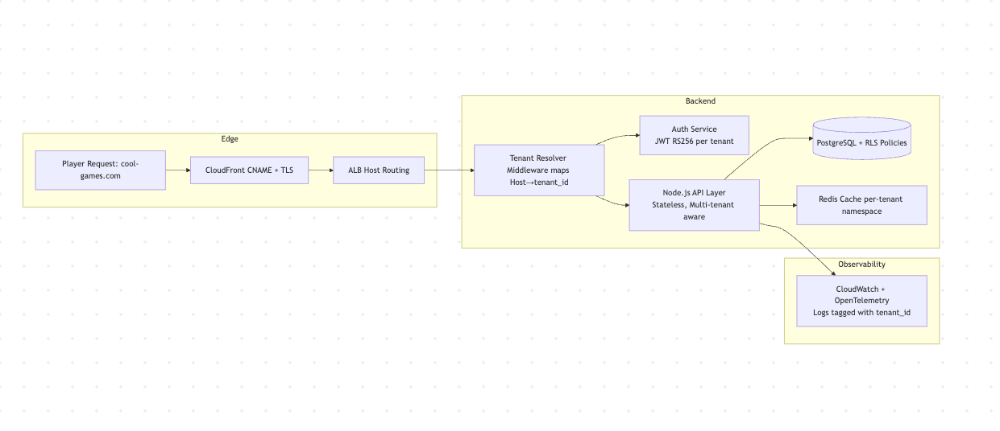 Edge
Player Request: cool-
games.com
CloudFront CNAME + TLS
ALB Host Routing
Backend
Tenant Resolver
Middleware maps
Host→tenant_id
Auth Service
JWT RS256 per tenant
Node.js API Layer
Stateless, Multi-tenant
aware
PostgreSQL + RLS Policies
Redis Cache per-tenant
namespace
Observability
CloudWatch +
OpenTelemetry
Logs tagged with tenant_id